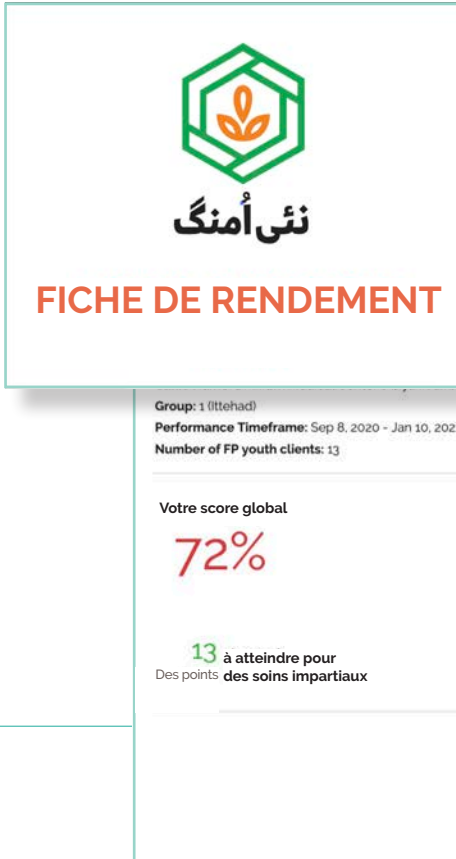 نئی اُمنگ
FICHE DE RENDEMENT
Group: 1 (Ittehad)
Performance Timeframe: Sep 8, 2020 - Jan 10, 202
Number of FP youth clients: 13
Votre score global
72%
13 à atteindre pour
Des points des soins impartiaux